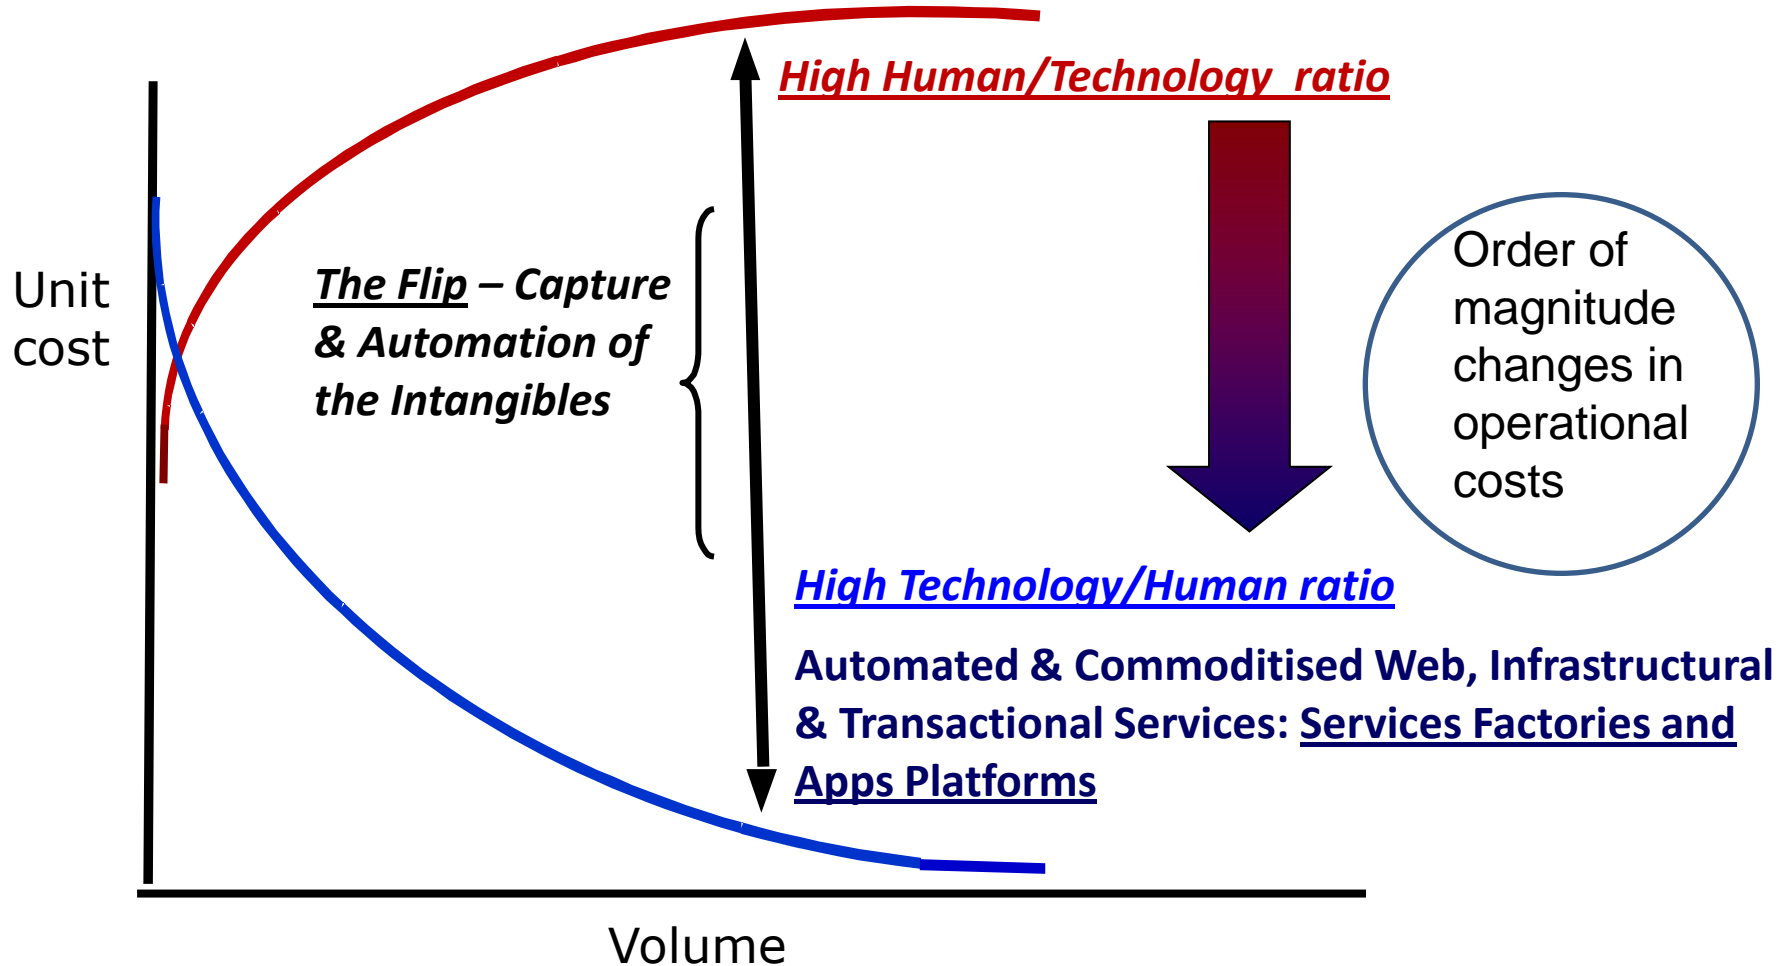 High Human/Technology ratio
Unit
cost
The Flip – Capture
& Automation of
the Intangibles
Order of
magnitude
changes in
operational
costs
High Technology/Human ratio
Automated & Commoditised Web, Infrastructural
& Transactional Services: Services Factories and
Apps Platforms
Volume